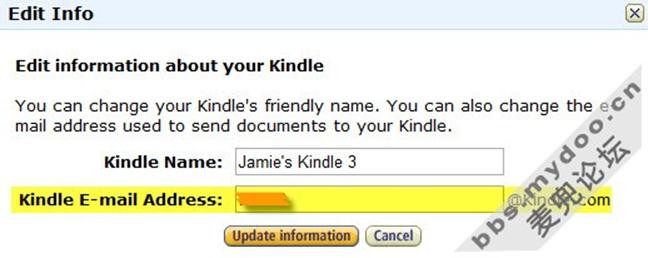 Edit Info
Edit information about your Kindle
You can change your Kindle's friendly name. You can also change the e-
mail address used to send documents to your Kindle.
Kindle Name: Jamie's Kindle 3
Kindle E-mail Address: @kindle.com
Update information Cancel
bbs.mydoo.cn
麦兜论坛